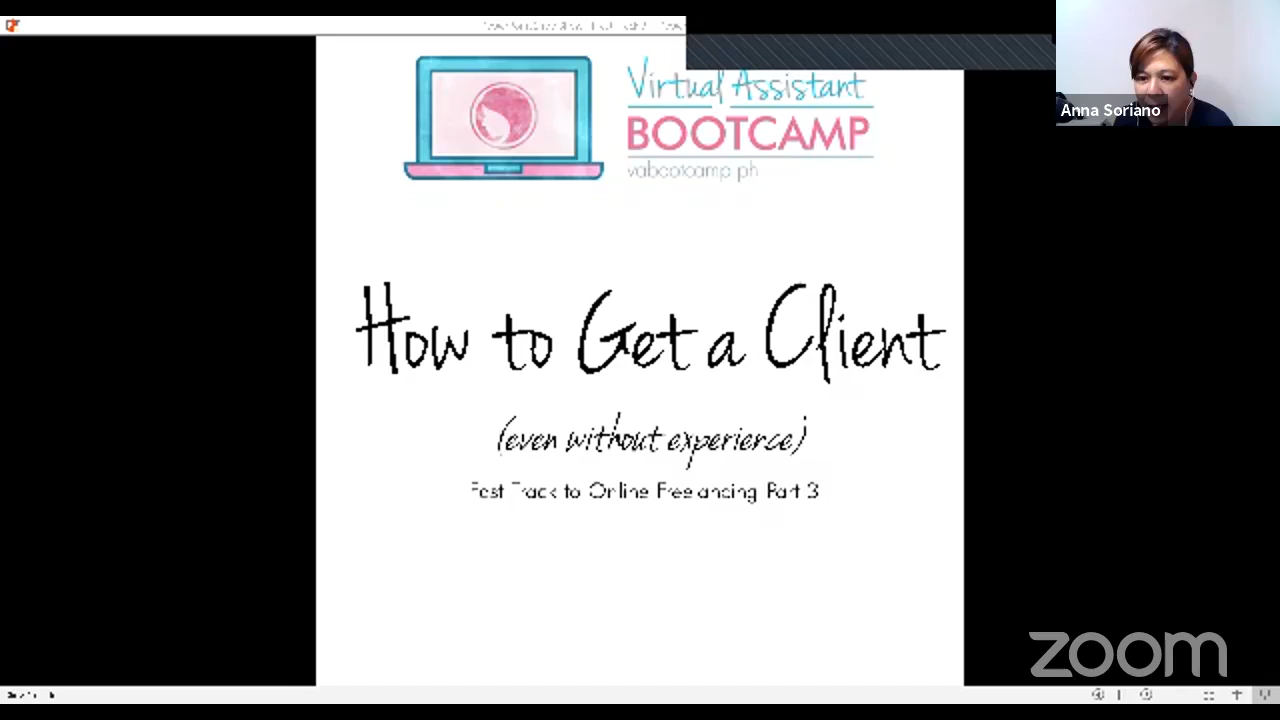 Virtual Assistant
BOOTCAMP
vabootcamp.ph
Anna Soriano
How to Get a Client
(even without experience)
Fast Track to Online Freelancing Part 3
zoom